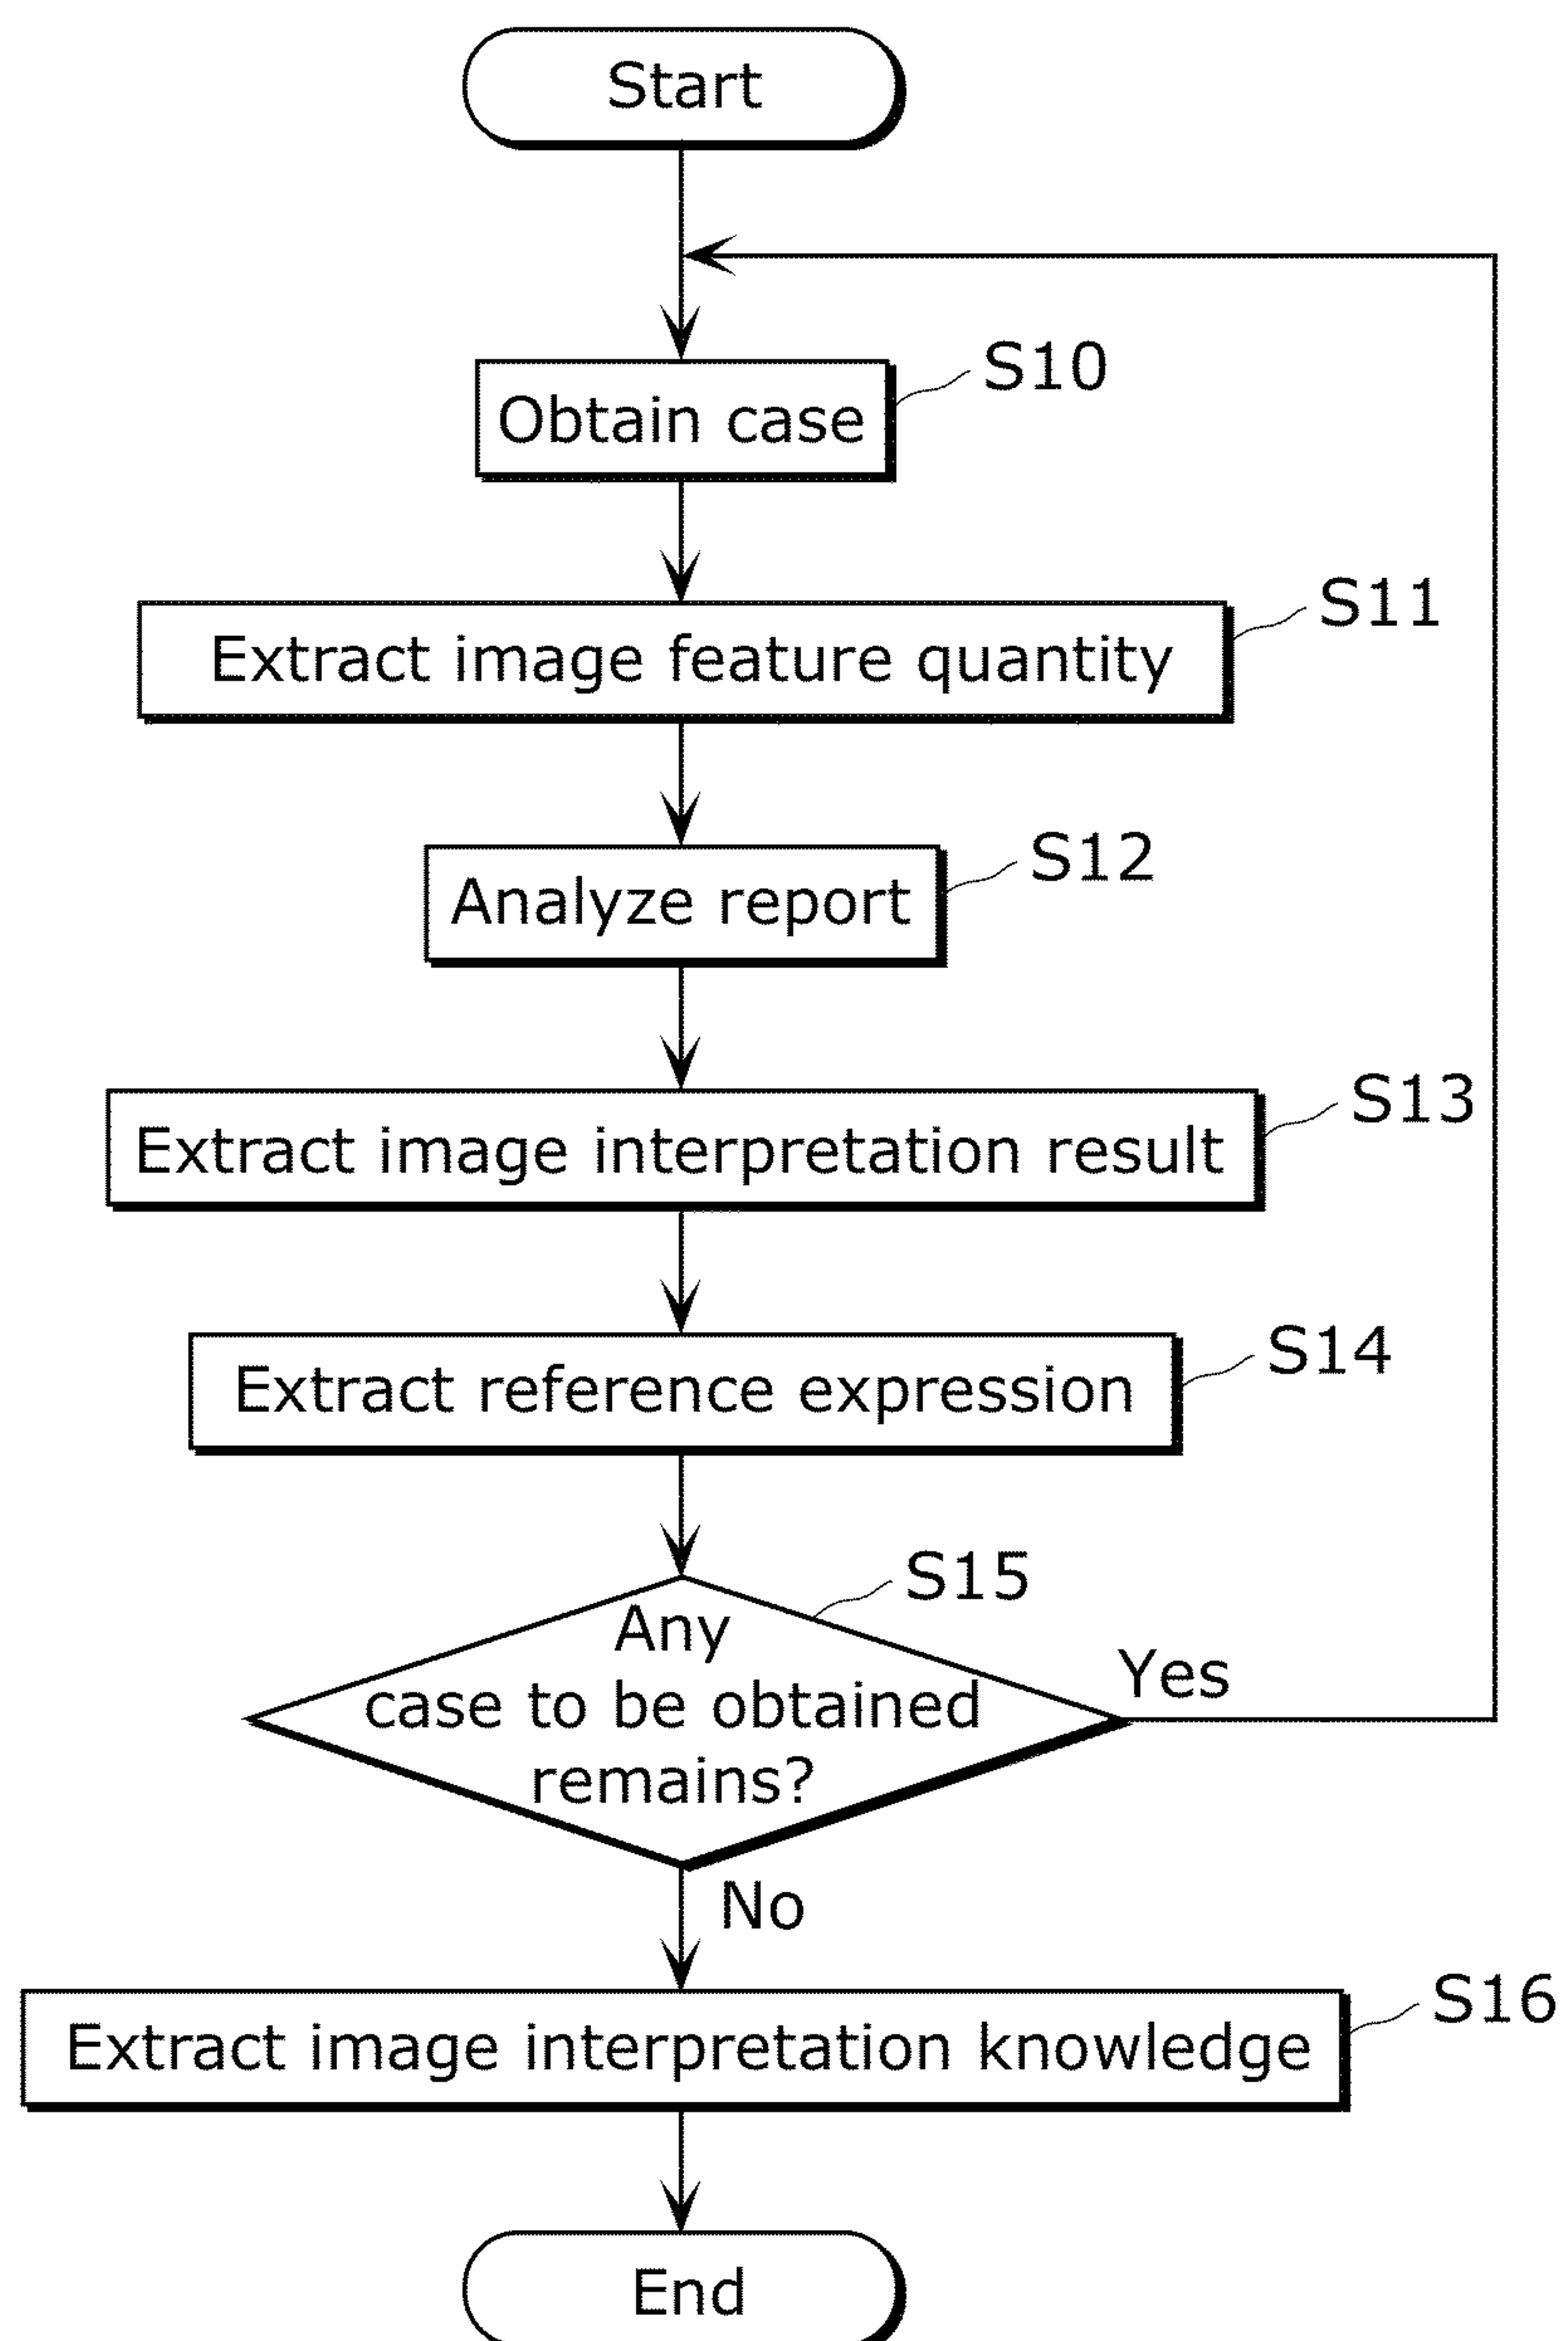 Start
S10
Obtain case
S11
Extract image feature quantity
S12
Analyze report
S13
Extract image interpretation result
S14
Extract reference expression
S15
Any
case to be obtained
remains?
Yes
No
S16
Extract image interpretation knowledge
End